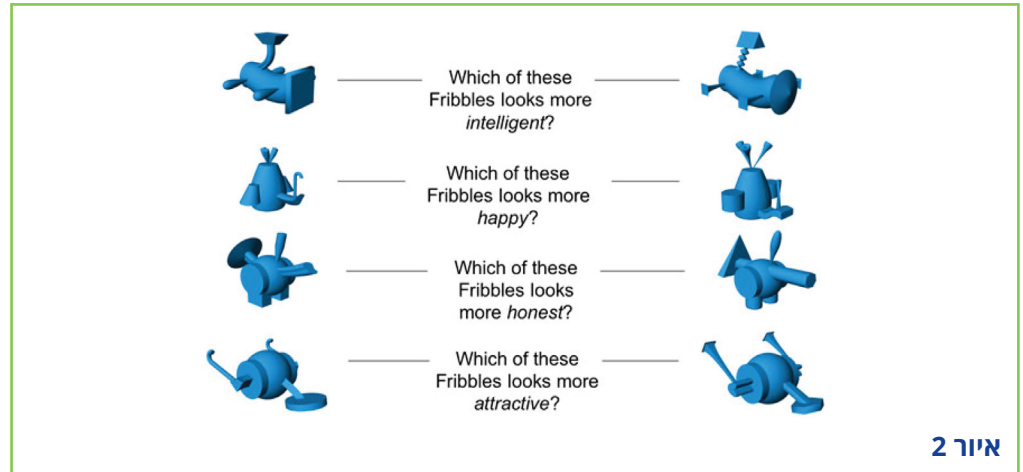 Which of these
Fribbles looks more
intelligent?
Which of these
Fribbles looks more
happy?
Which of these
Fribbles looks
more honest?
Which of these
Fribbles looks more
attractive?
איור 2